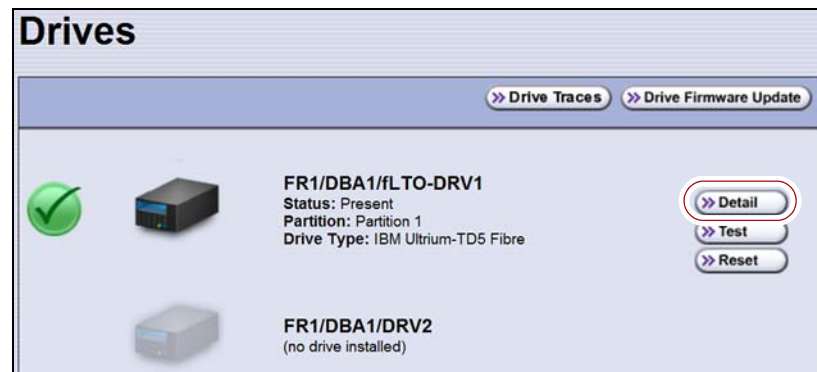 Drives
Drive Traces Drive Firmware Update
FR1/DBA1/fLTO-DRV1
Status: Present
Partition: Partition 1
Drive Type: IBM Ultrium-TD5 Fibre
Detail
Test
Reset
FR1/DBA1/DRV2
(no drive installed)